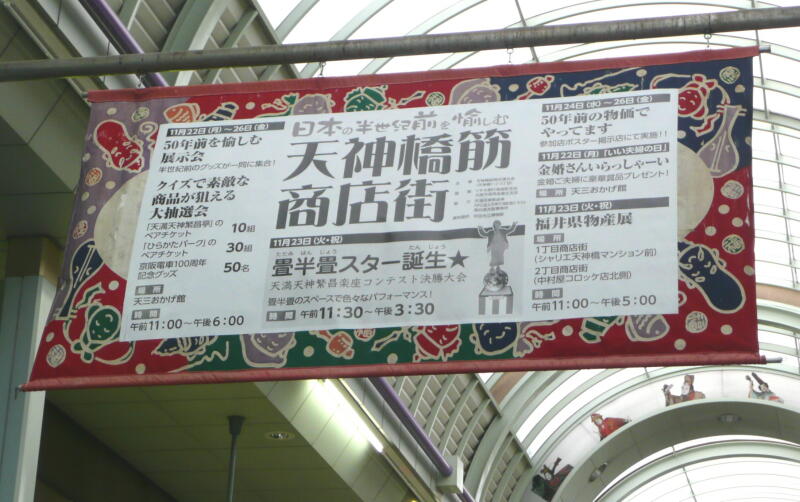 11月22日(月)～26日(金)
50年前を愉しむ
展示会
半世紀前のグッズが一同に集合!
クイズで素敵な
商品が狙える
大抽選会
「天満天神繁昌亭」の
ペアチケット 10組
「ひらかたパーク」の
ペアチケット 30組
京阪電車100周年
記念グッズ 50名
場所
天三おかげ館
時間
午前11:00～午後6:00
日本の半世紀前を愉しむ
天神橋筋
商店街
11月23日(火・祝)
たたみ はん じょう たん じょう
畳半畳スター誕生★
天満天神繁昌楽座コンテスト決勝大会
畳半畳のスペースで色々なパフォーマンス!
時間 午前11:30～午後3:30
11月24日(水)～26日(金)
50年前の物価で
やってます
参加店ポスター掲示店にて実施!!
11月22日(月)「いい夫婦の日」
金婚さんいらっしゃーい
金婚ご夫婦に豪華賞品プレゼント!
場所 天三おかげ館
11月23日(火・祝)
福井県物産展
場所
1丁目商店街
(シャリエ天神橋マンション前)
2丁目商店街
(中村屋コロッケ店北側)
時間
午前11:00～午後5:00